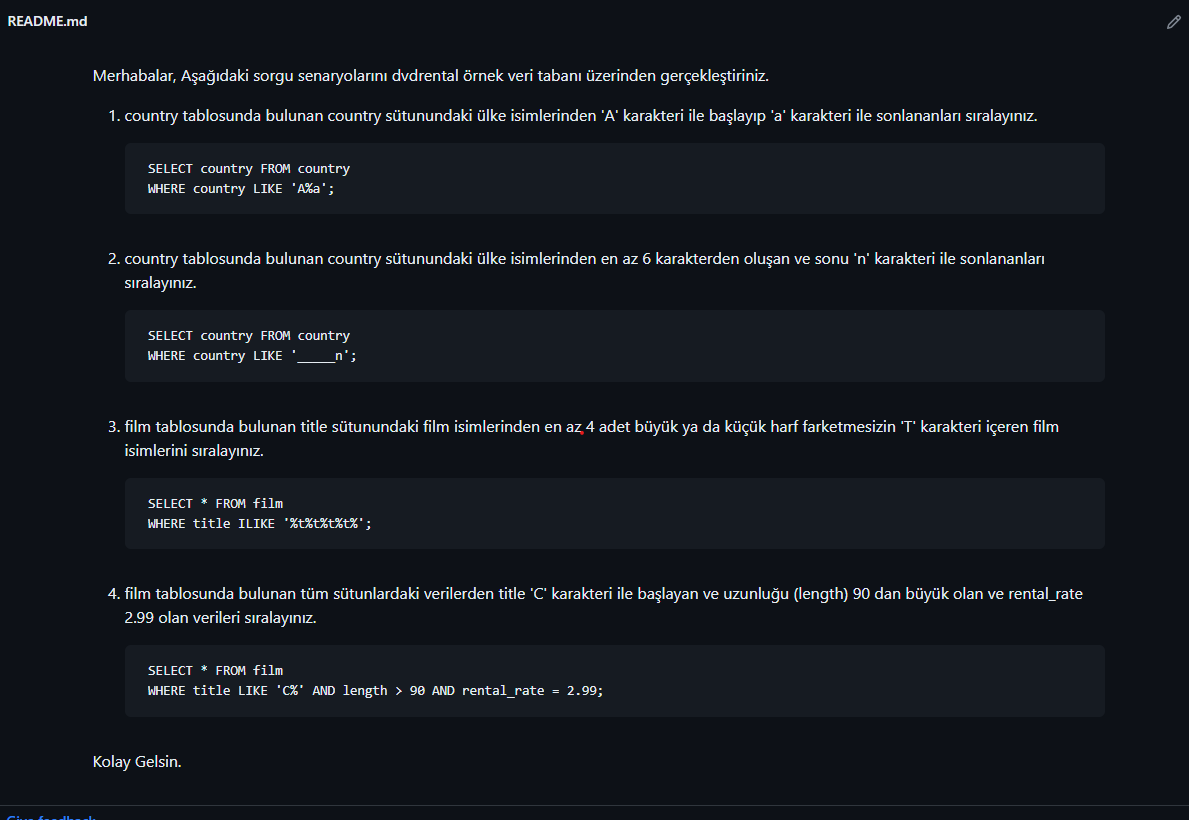 README.md
Merhabalar, Aşağıdaki sorgu senaryolarını dvdrental örnek veri tabanı üzerinden gerçekleştiriniz.
1. country tablosunda bulunan country sütunundaki ülke isimlerinden 'A' karakteri ile başlayıp 'a' karakteri ile sonlananları sıralayınız.
SELECT country FROM country
WHERE country LIKE 'A%a';
2. country tablosunda bulunan country sütunundaki ülke isimlerinden en az 6 karakterden oluşan ve sonu 'n' karakteri ile sonlananları
sıralayınız.
SELECT country FROM country
WHERE country LIKE '_____n';
3. film tablosunda bulunan title sütunundaki film isimlerinden en az 4 adet büyük ya da küçük harf farketmesizin 'T' karakteri içeren film
isimlerini sıralayınız.
SELECT * FROM film
WHERE title ILIKE '%t%t%t%t%';
4. film tablosunda bulunan tüm sütunlardaki verilerden title 'C' karakteri ile başlayan ve uzunluğu (length) 90 dan büyük olan ve rental_rate
2.99 olan verileri sıralayınız.
SELECT * FROM film
WHERE title LIKE 'C%' AND length > 90 AND rental_rate = 2.99;
Kolay Gelsin.
Give feedback